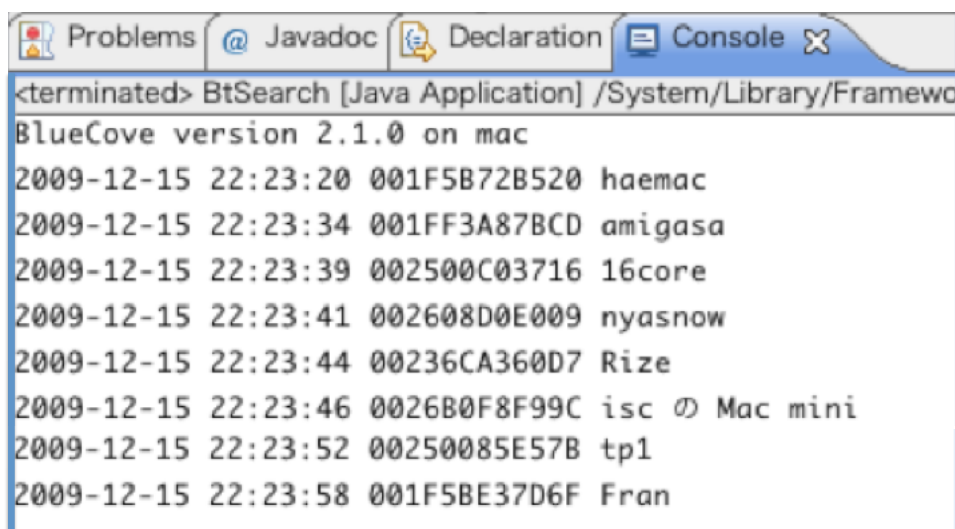 Problems @ Javadoc Declaration Console
<terminated> BtSearch [Java Application] /System/Library/Framewo
BlueCove version 2.1.0 on mac
2009-12-15 22:23:20 001F5B72B520 haemac
2009-12-15 22:23:34 001FF3A87BCD amigasa
2009-12-15 22:23:39 002500C03716 16core
2009-12-15 22:23:41 002608D0E009 nyasnow
2009-12-15 22:23:44 00236CA360D7 Rize
2009-12-15 22:23:46 0026B0F8F99C isc の Mac mini
2009-12-15 22:23:52 00250085E57B tp1
2009-12-15 22:23:58 001F5BE37D6F Fran